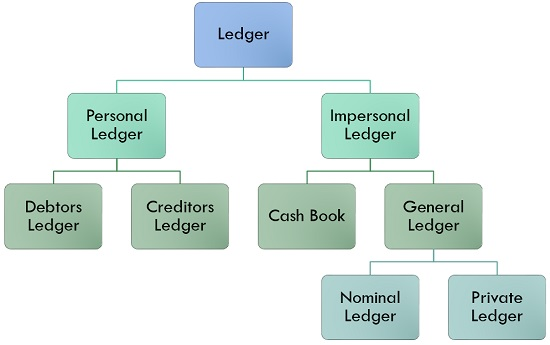 Ledger
Personal
Ledger
Impersonal
Ledger
Debtors
Ledger
Creditors
Ledger
Cash Book
General
Ledger
Nominal
Ledger
Private
Ledger